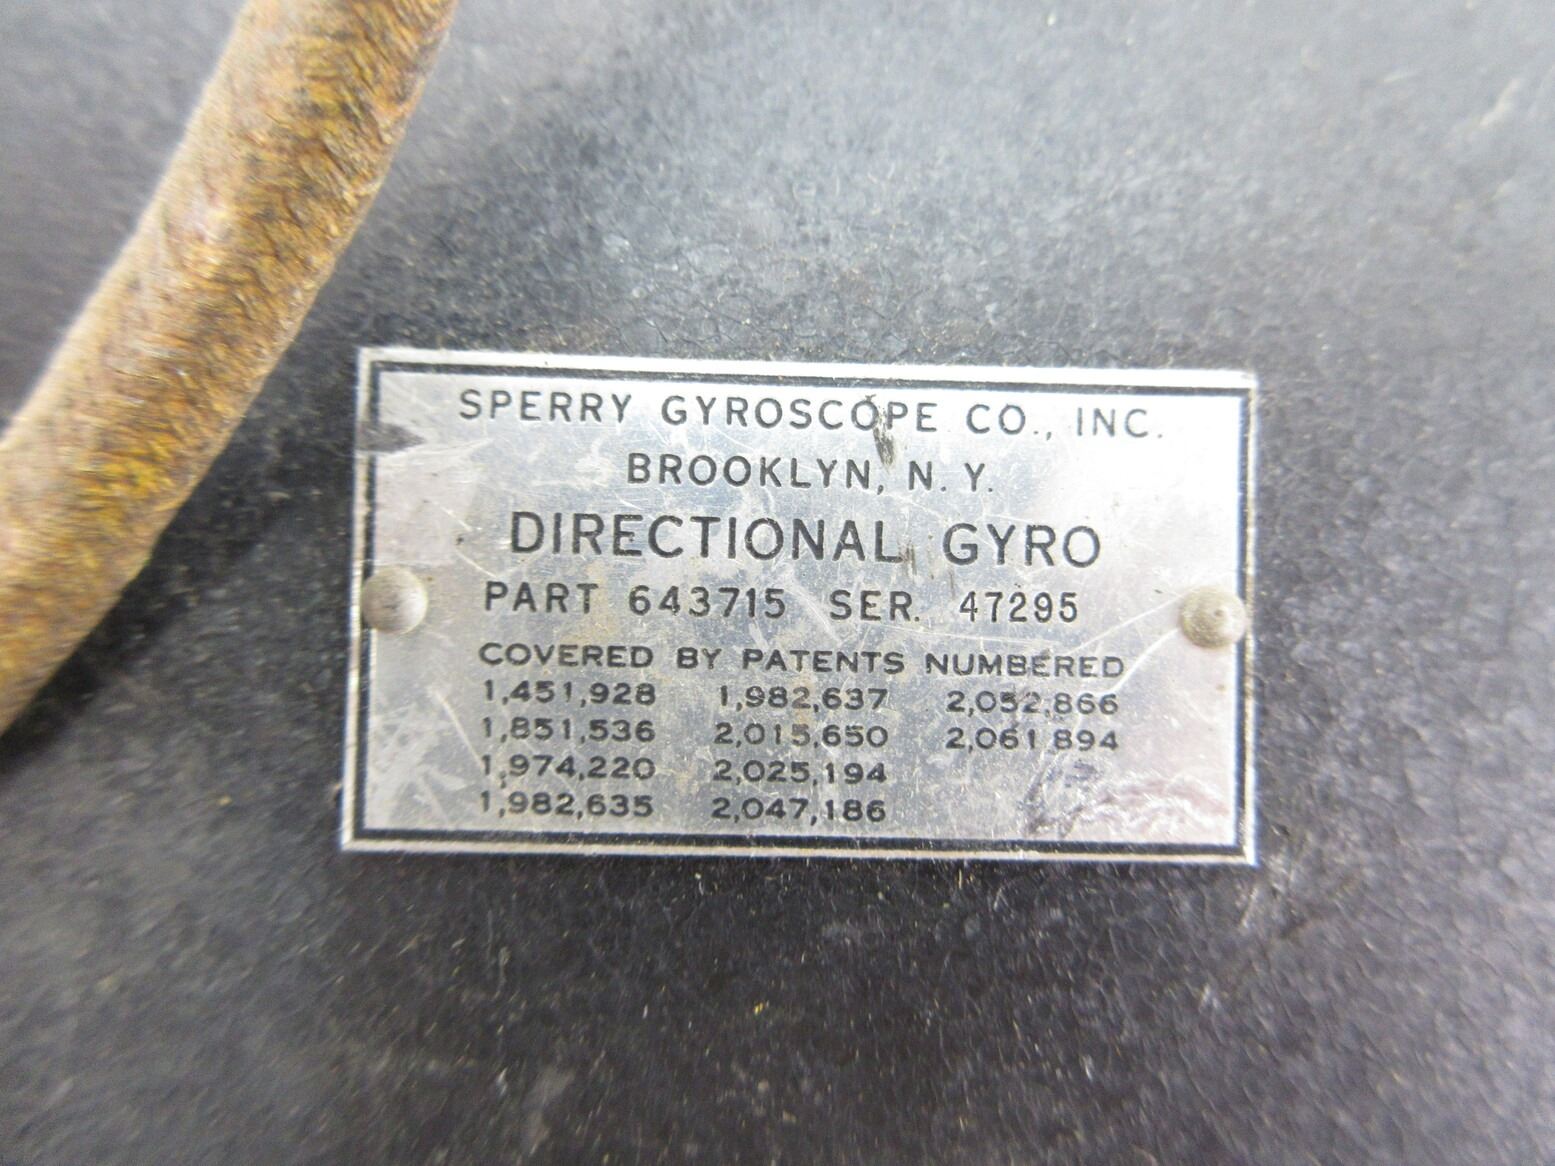 SPERRY GYROSCOPE CO., INC.
BROOKLYN, N. Y.
DIRECTIONAL GYRO
PART 643715 SER. 47295
COVERED BY PATENTS NUMBERED
1,451,928 1,982,637 2,052,866
1,851,536 2,015,650 2,061,894
1,974,220 2,025,194
1,982,635 2,047,186